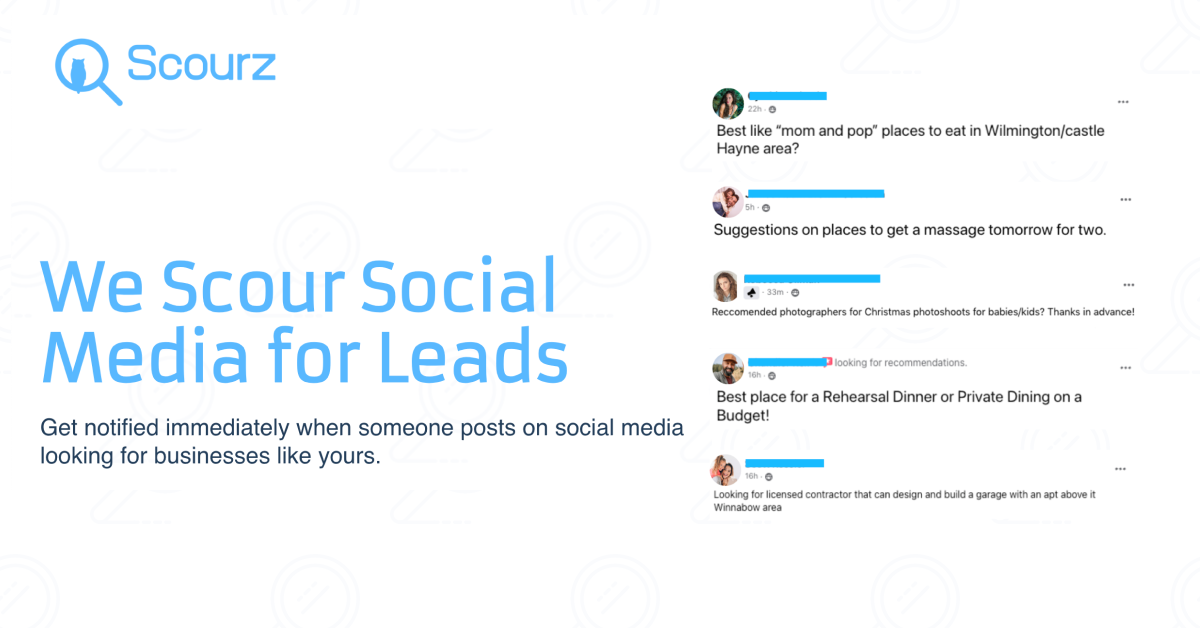 Scourz
We Scour Social
Media for Leads
Get notified immediately when someone posts on social media
looking for businesses like yours.
22h ·
Best like “mom and pop” places to eat in Wilmington/castle
Hayne area?
5h ·
Suggestions on places to get a massage tomorrow for two.
· 33m ·
Reccomended photographers for Christmas photoshoots for babies/kids? Thanks in advance!
looking for recommendations.
16h ·
Best place for a Rehearsal Dinner or Private Dining on a
Budget!
16h ·
Looking for licensed contractor that can design and build a garage with an apt above it
Winnabow area